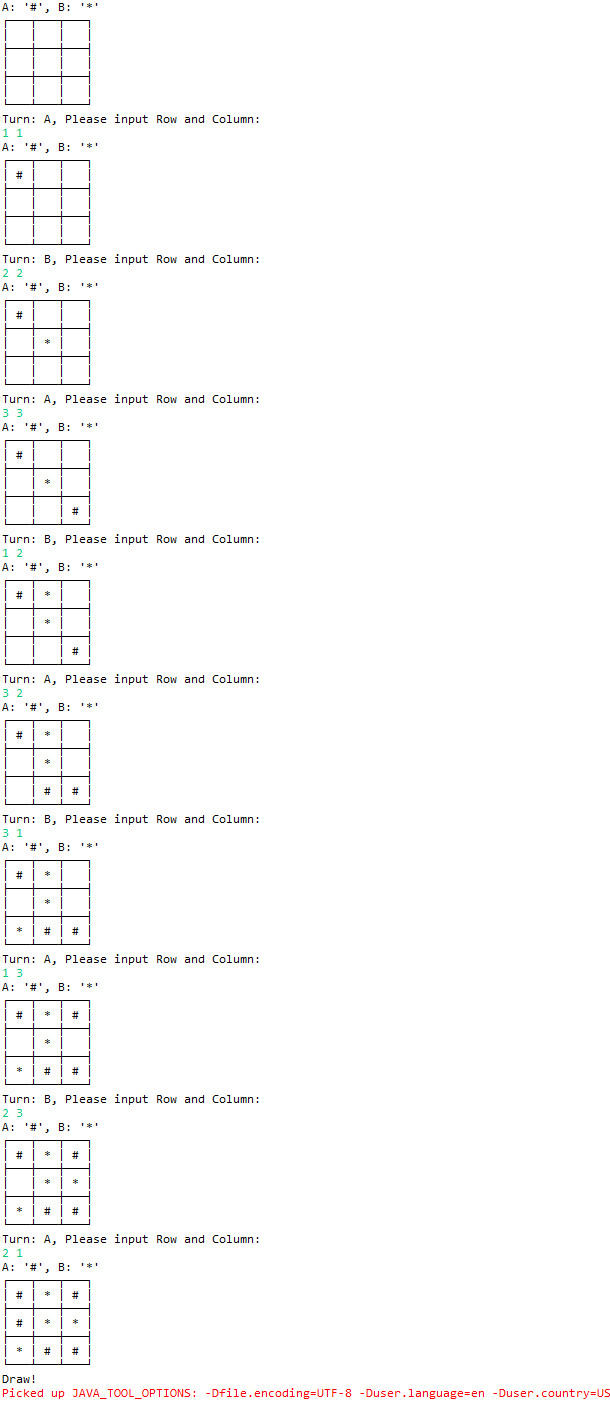 A: '#', B: '*'
Turn: A, Please input Row and Column:
1 1
A: '#', B: '*'
#
Turn: B, Please input Row and Column:
2 2
A: '#', B: '*'
#
*
Turn: A, Please input Row and Column:
3 3
A: '#', B: '*'
#
*
#
Turn: B, Please input Row and Column:
1 2
A: '#', B: '*'
# *
*
#
Turn: A, Please input Row and Column:
3 2
A: '#', B: '*'
# *
*
# #
Turn: B, Please input Row and Column:
3 1
A: '#', B: '*'
# *
*
* # #
Turn: A, Please input Row and Column:
1 3
A: '#', B: '*'
# * #
*
* # #
Turn: B, Please input Row and Column:
2 3
A: '#', B: '*'
# * #
* *
* # #
Turn: A, Please input Row and Column:
2 1
A: '#', B: '*'
# * #
# * *
* # #
Draw!
Picked up JAVA_TOOL_OPTIONS: -Dfile.encoding=UTF-8 -Duser.language=en -Duser.country=US